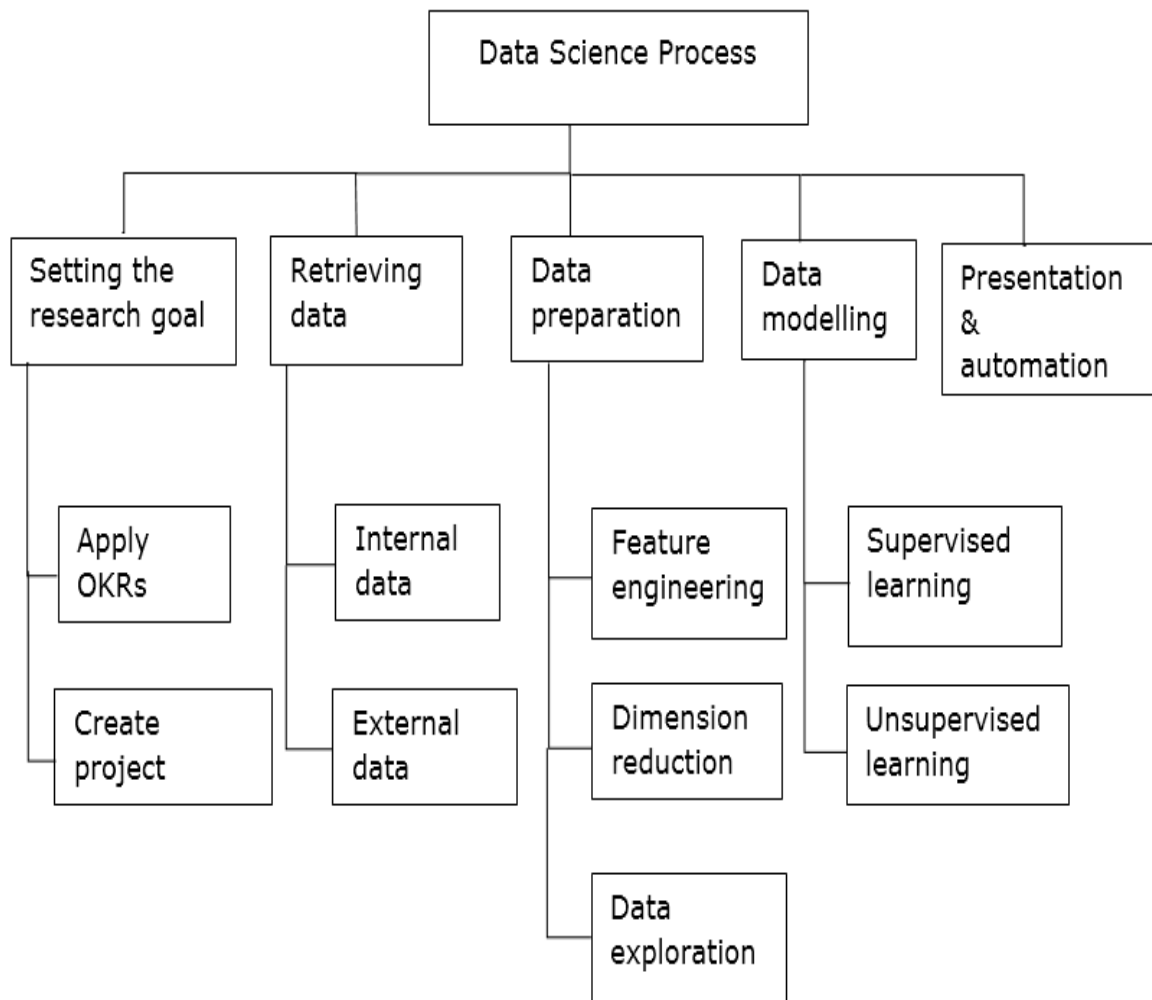 Data Science Process
Setting the
research goal
Retrieving
data
Data
preparation
Data
modelling
Presentation
&
automation
Apply
OKRs
Internal
data
Feature
engineering
Supervised
learning
Create
project
External
data
Dimension
reduction
Unsupervised
learning
Data
exploration